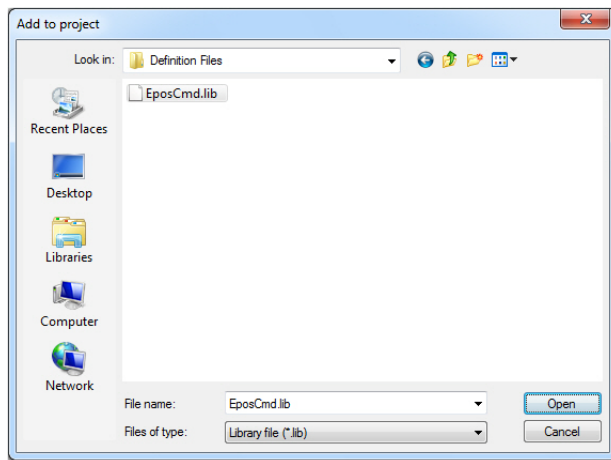 Add to project
Look in: Definition Files
EposCmd.lib
Recent Places
Desktop
Libraries
Computer
Network
File name: EposCmd.lib Open
Files of type: Library file (*.lib) Cancel